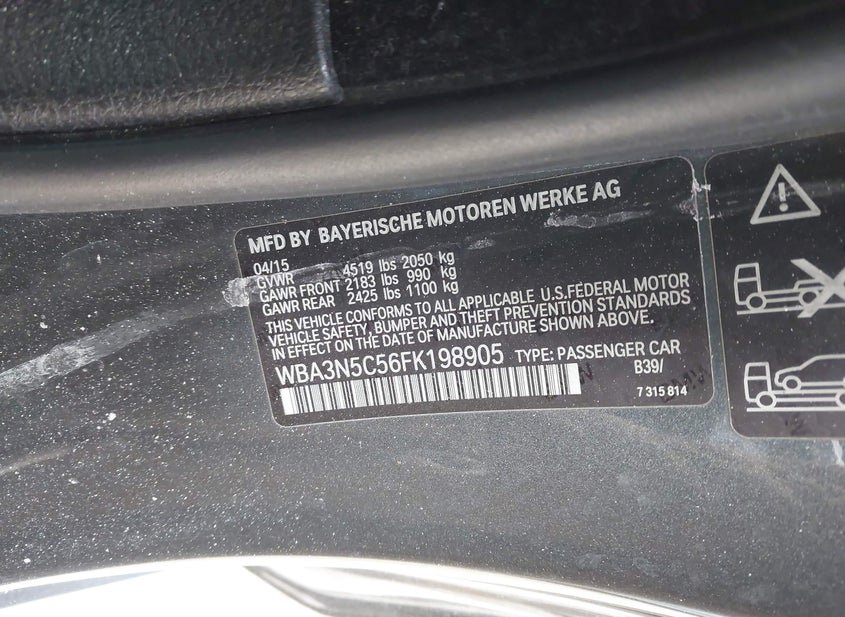 MFD BY BAYERISCHE MOTOREN WERKE AG
04/15
GVWR 4519 lbs 2050 kg
GAWR FRONT 2183 lbs 990 kg
GAWR REAR 2425 lbs 1100 kg
THIS VEHICLE CONFORMS TO ALL APPLICABLE U.S.FEDERAL MOTOR
VEHICLE SAFETY, BUMPER AND THEFT PREVENTION STANDARDS
IN EFFECT ON THE DATE OF MANUFACTURE SHOWN ABOVE.
WBA3N5C56FK198905 TYPE: PASSENGER CAR
B39/
7 315 814